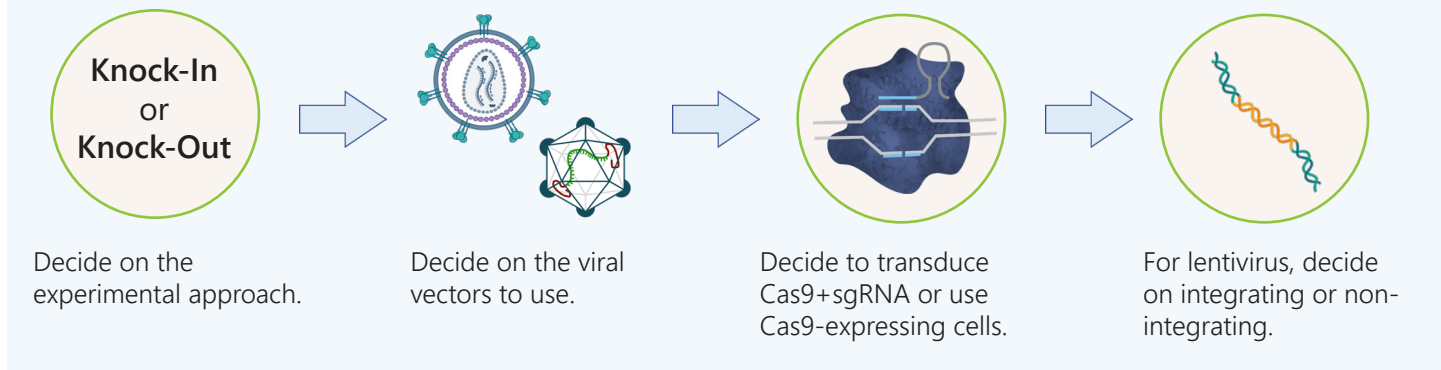 Knock-In
or
Knock-Out
Decide on the
experimental approach.
Decide on the viral
vectors to use.
Decide to transduce
Cas9+sgRNA or use
Cas9-expressing cells.
For lentivirus, decide
on integrating or non-
integrating.